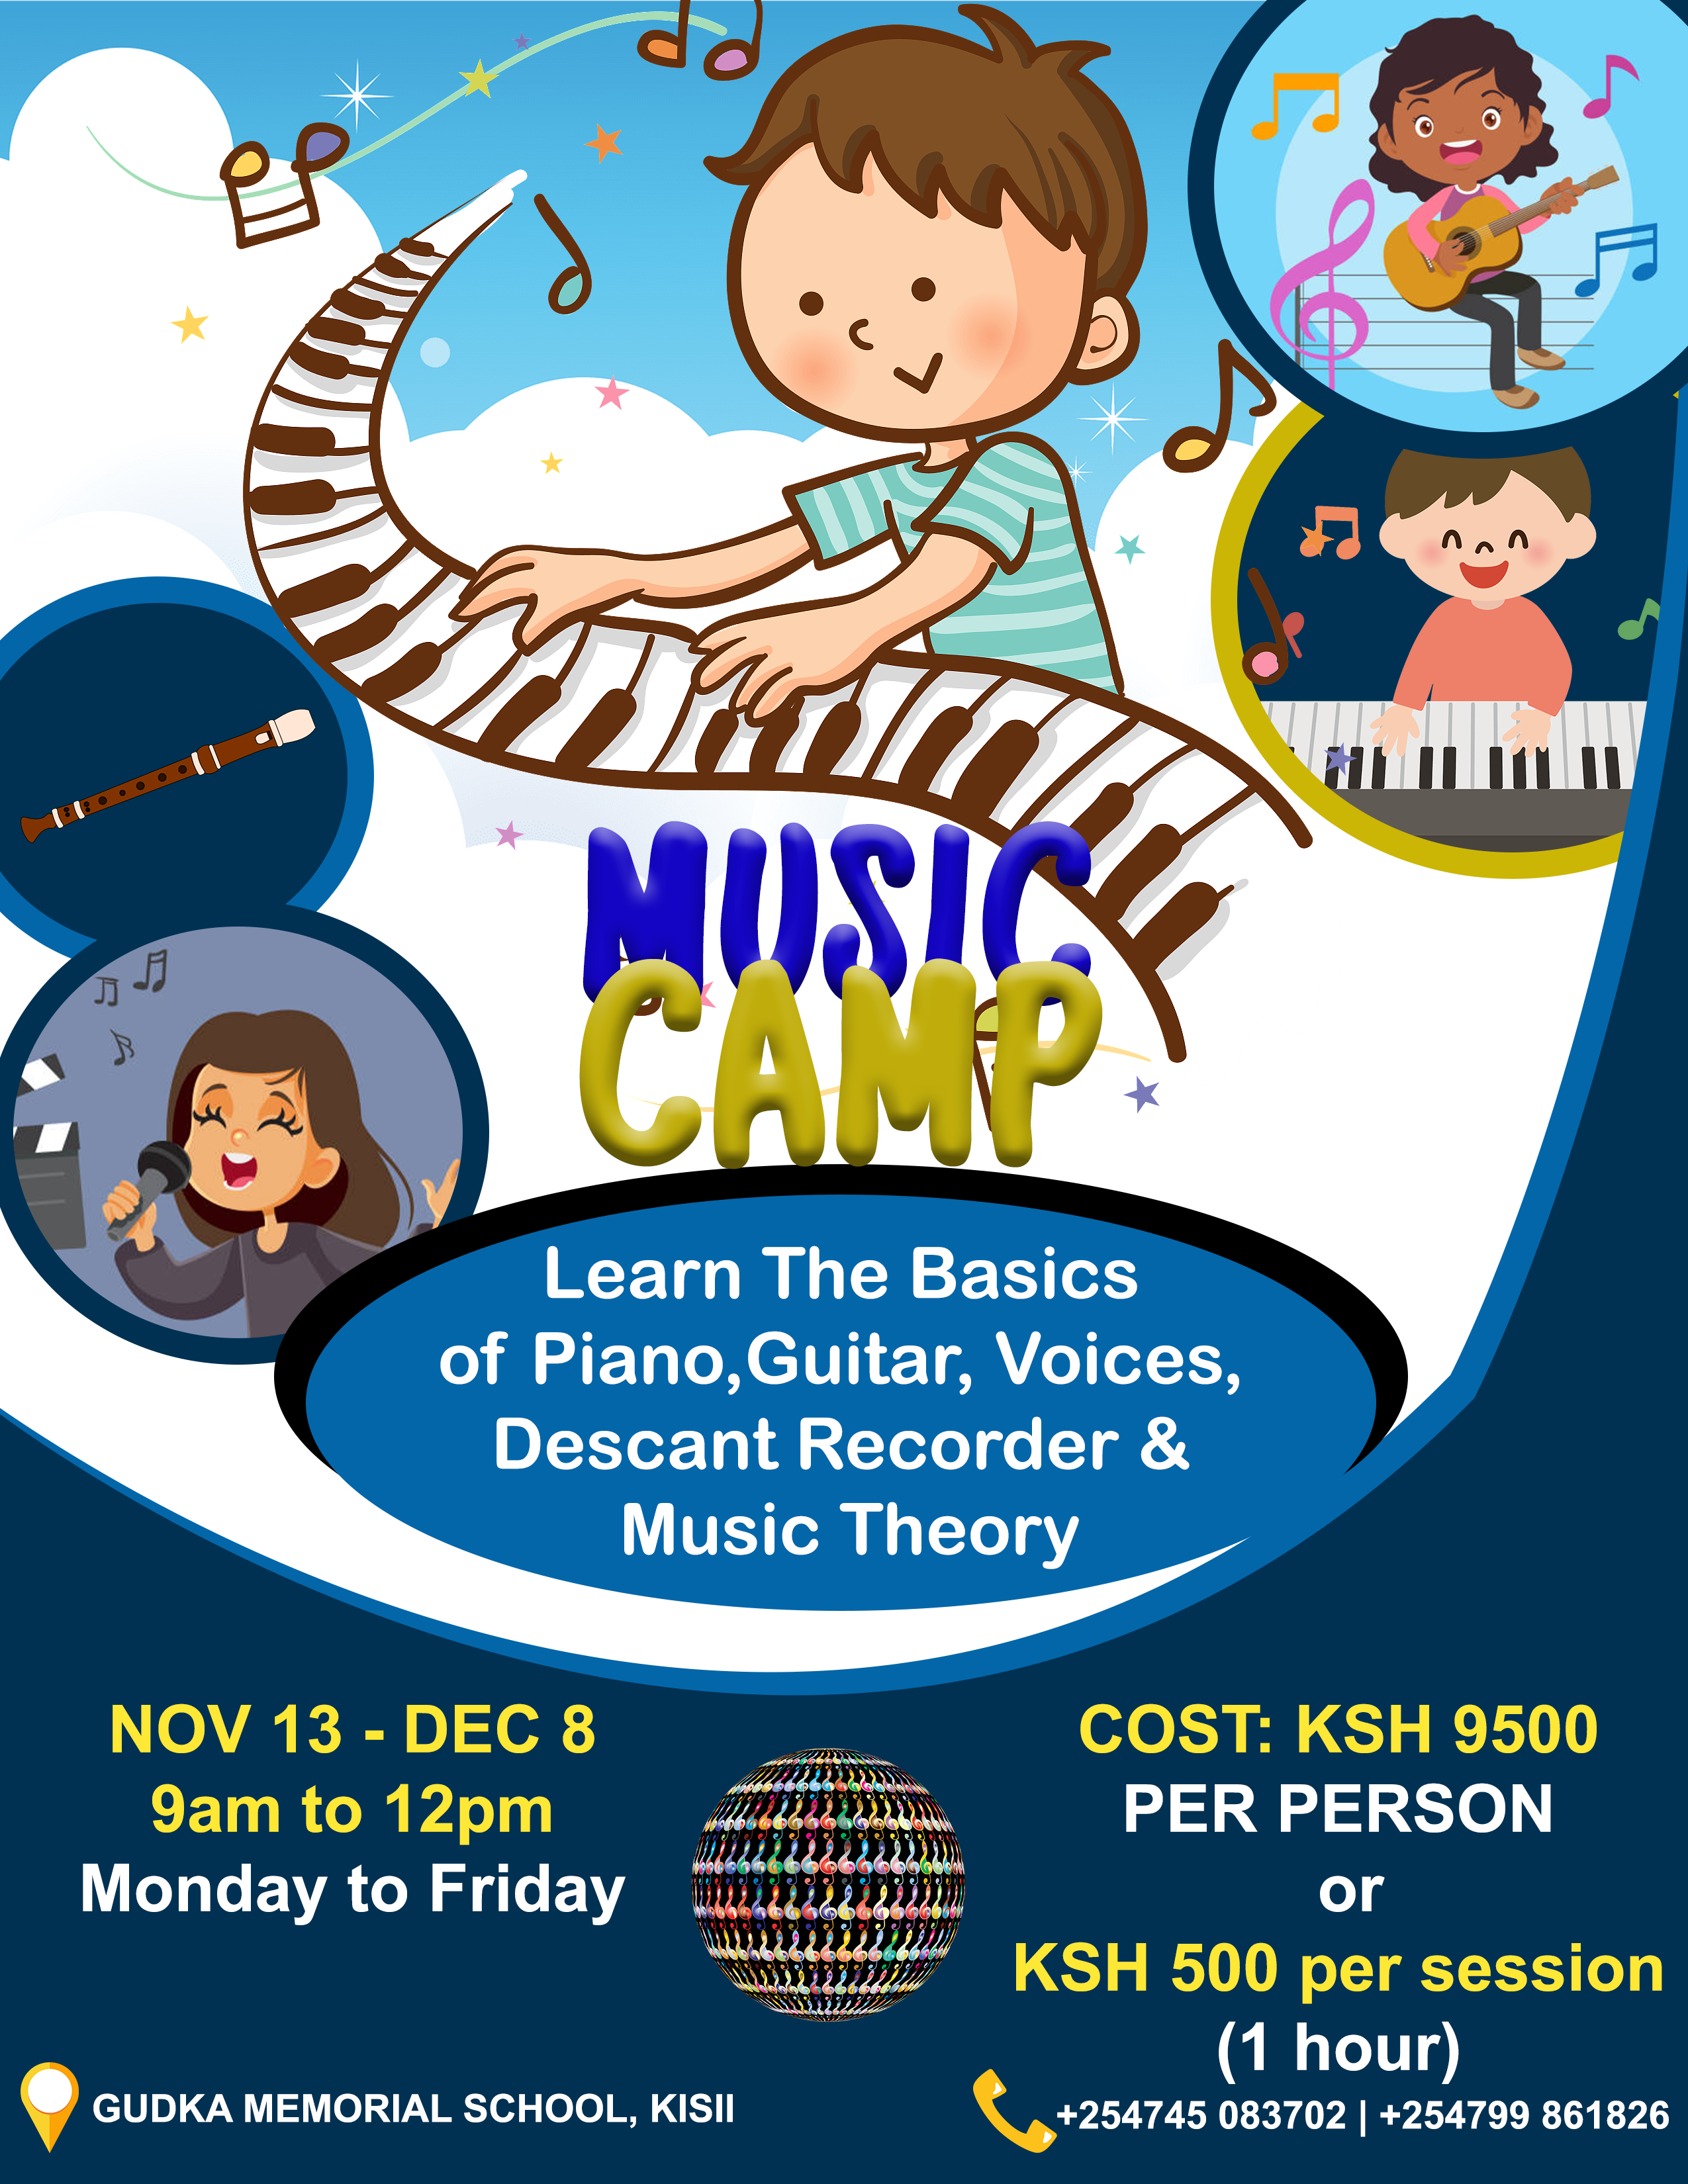 MUSIC
CAMP
Learn The Basics
of Piano,Guitar, Voices,
Descant Recorder &
Music Theory
NOV 13 - DEC 8
9am to 12pm
Monday to Friday
COST: KSH 9500
PER PERSON
or
KSH 500 per session
(1 hour)
GUDKA MEMORIAL SCHOOL, KISII
+254745 083702 | +254799 861826